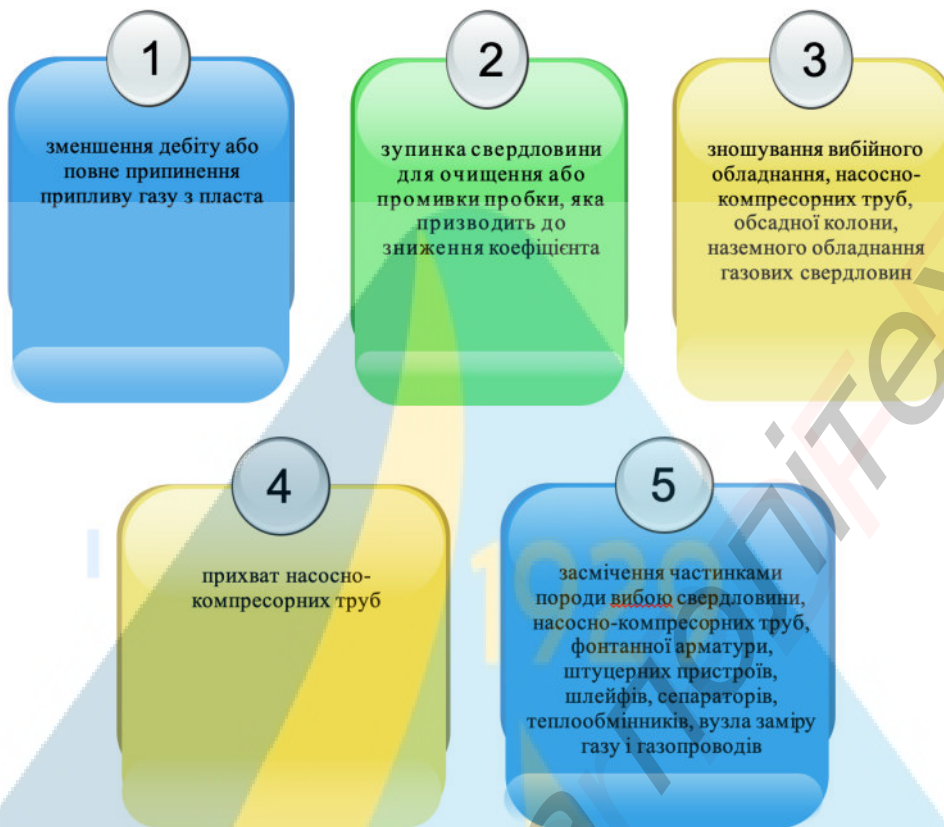 1
зменшення дебіту або
повне припинення
припливу газу з пласта
2
зупинка свердловини
для очищення або
промивки пробки, яка
призводить до
зниження коефіцієнта
3
зношування вибійного
обладнання, насосно-
компресорних труб,
обсадної колони,
наземного обладнання
газових свердловин
4
прихват насосно-
компресорних труб
5
засмічення частинками
породи вибою свердловини,
насосно-компресорних труб,
фонтанної арматури,
штуцерних пристроїв,
шлейфів, сепараторів,
теплообмінників, вузла заміру
газу і газопроводів